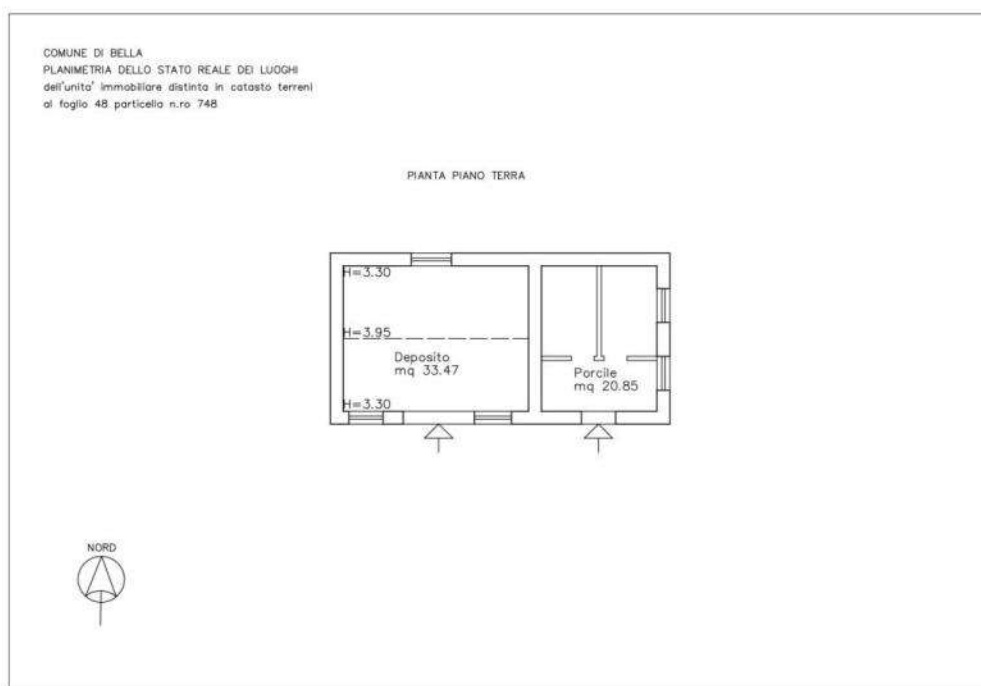 COMUNE DI BELLA
PLANIMETRIA DELLO STATO REALE DEI LUOGHI
dell'unita' immobiliare distinta in catasto terreni
al foglio 48 particella n.ro 748
PIANTA PIANO TERRA
H=3.30
H=3.95
Deposito
mq 33.47
Porcile
mq 20.85
H=3.30
NORD